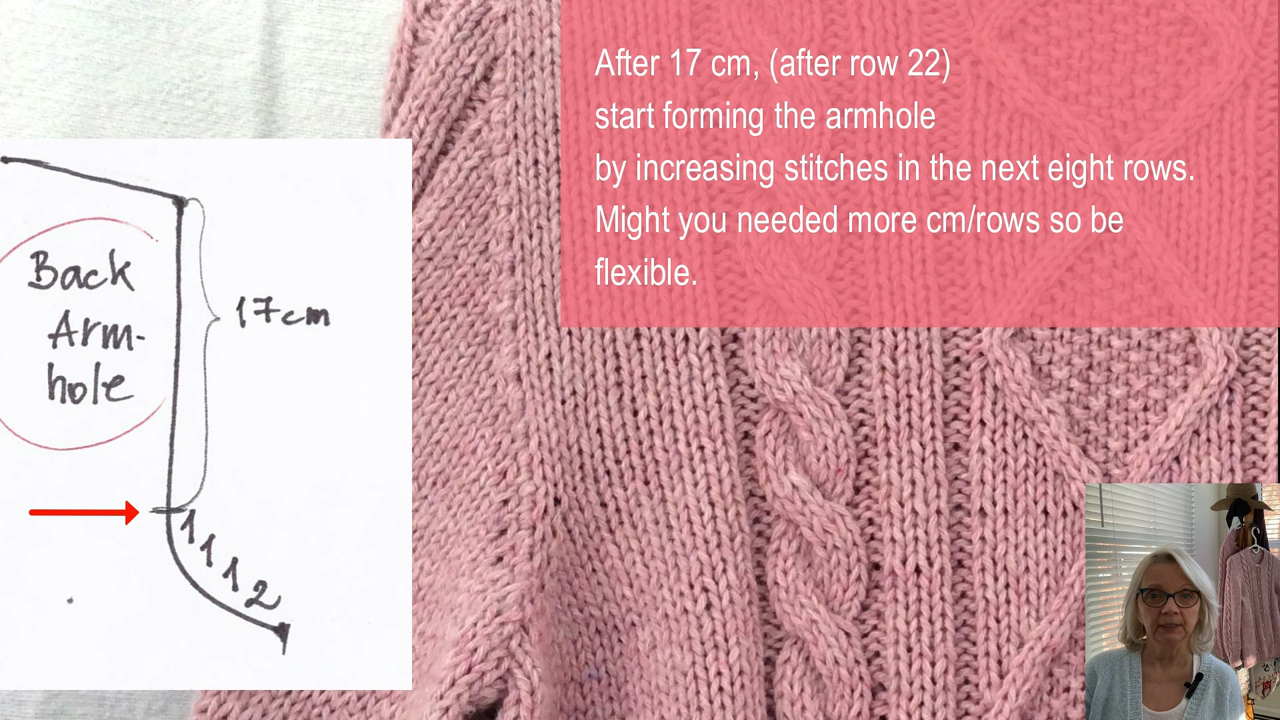 After 17 cm, (after row 22)
start forming the armhole
by increasing stitches in the next eight rows.
Might you needed more cm/rows so be
flexible.
Back
Arm-
hole
17cm
1
1
1
2